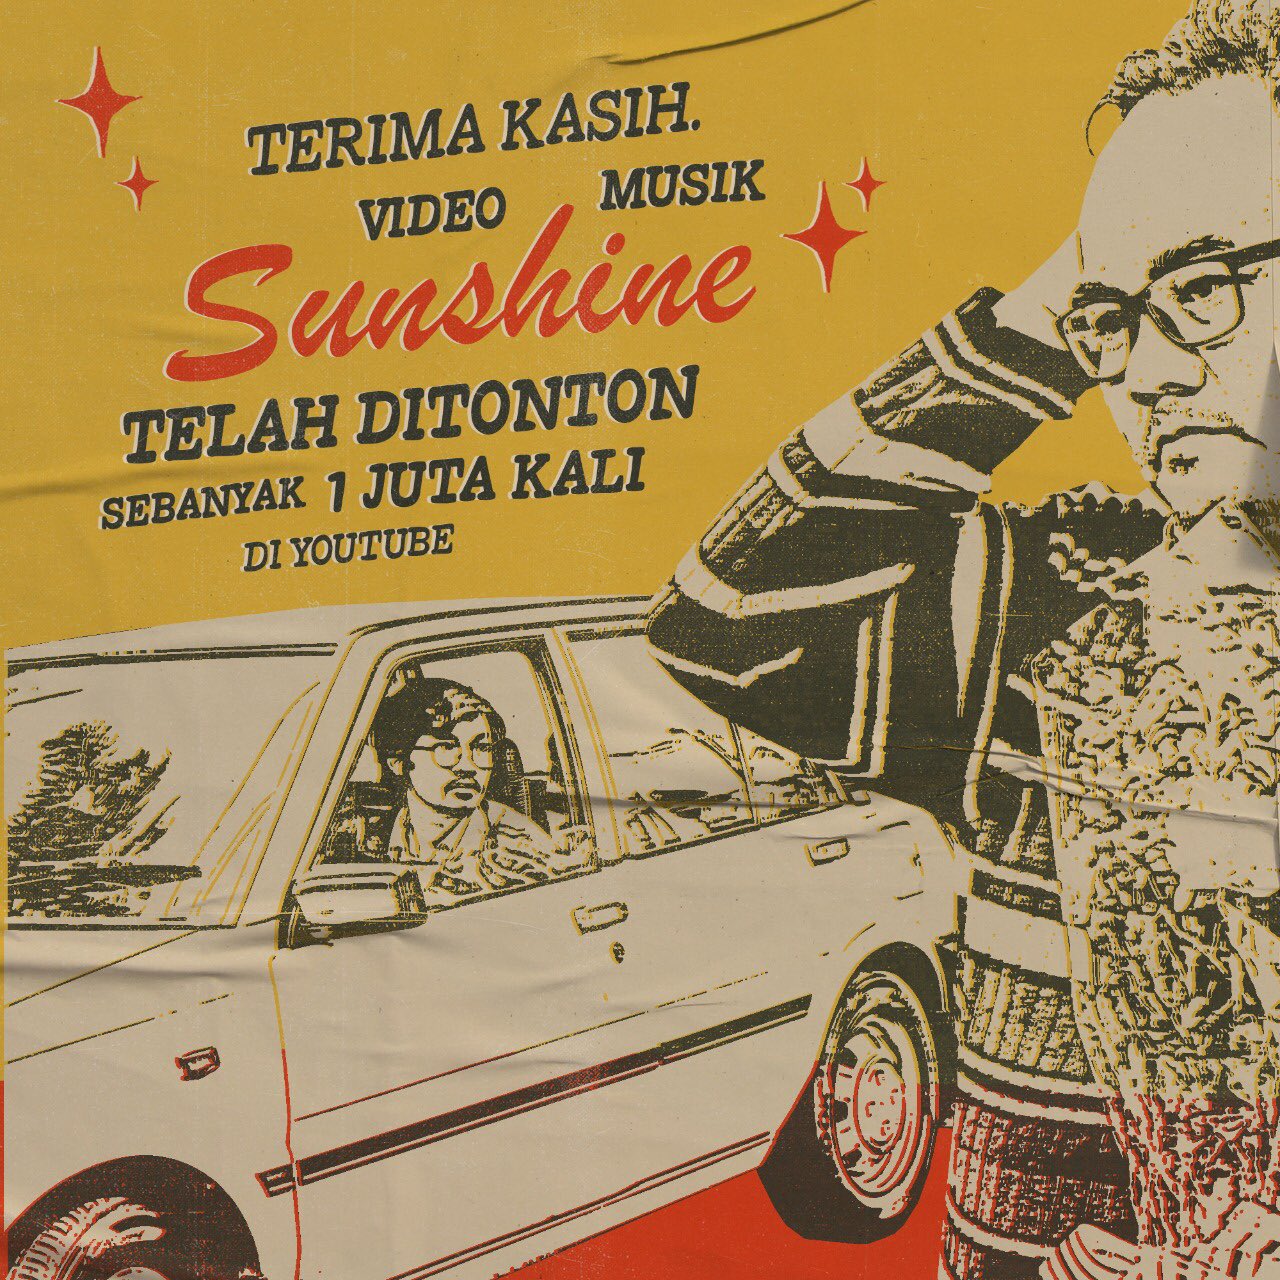 TERIMA KASIH.
VIDEO MUSIK
Sunshine
TELAH DITONTON
SEBANYAK 1 JUTA KALI
DI YOUTUBE